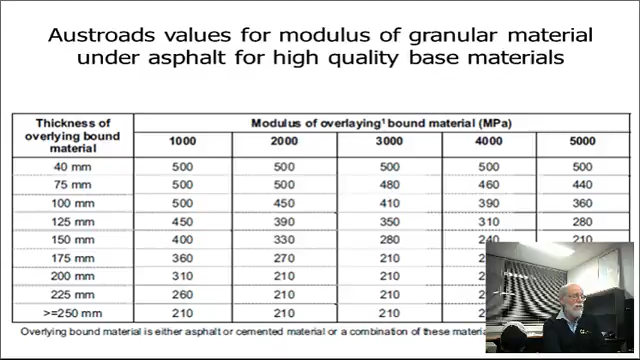 Austroads values for modulus of granular material
under asphalt for high quality base materials
Thickness of overlying bound material Modulus of overlaying¹ bound material (MPa)
1000 2000 3000 4000 5000
40 mm 500 500 500 500 500
75 mm 500 500 480 460 440
100 mm 500 450 410 390 360
125 mm 450 390 350 310 280
150 mm 400 330 280 240 210
175 mm 360 270 210
200 mm 310 210 210
225 mm 260 210 210
>=250 mm 210 210 210
Overlying bound material is either asphalt or cemented material or a combination of these